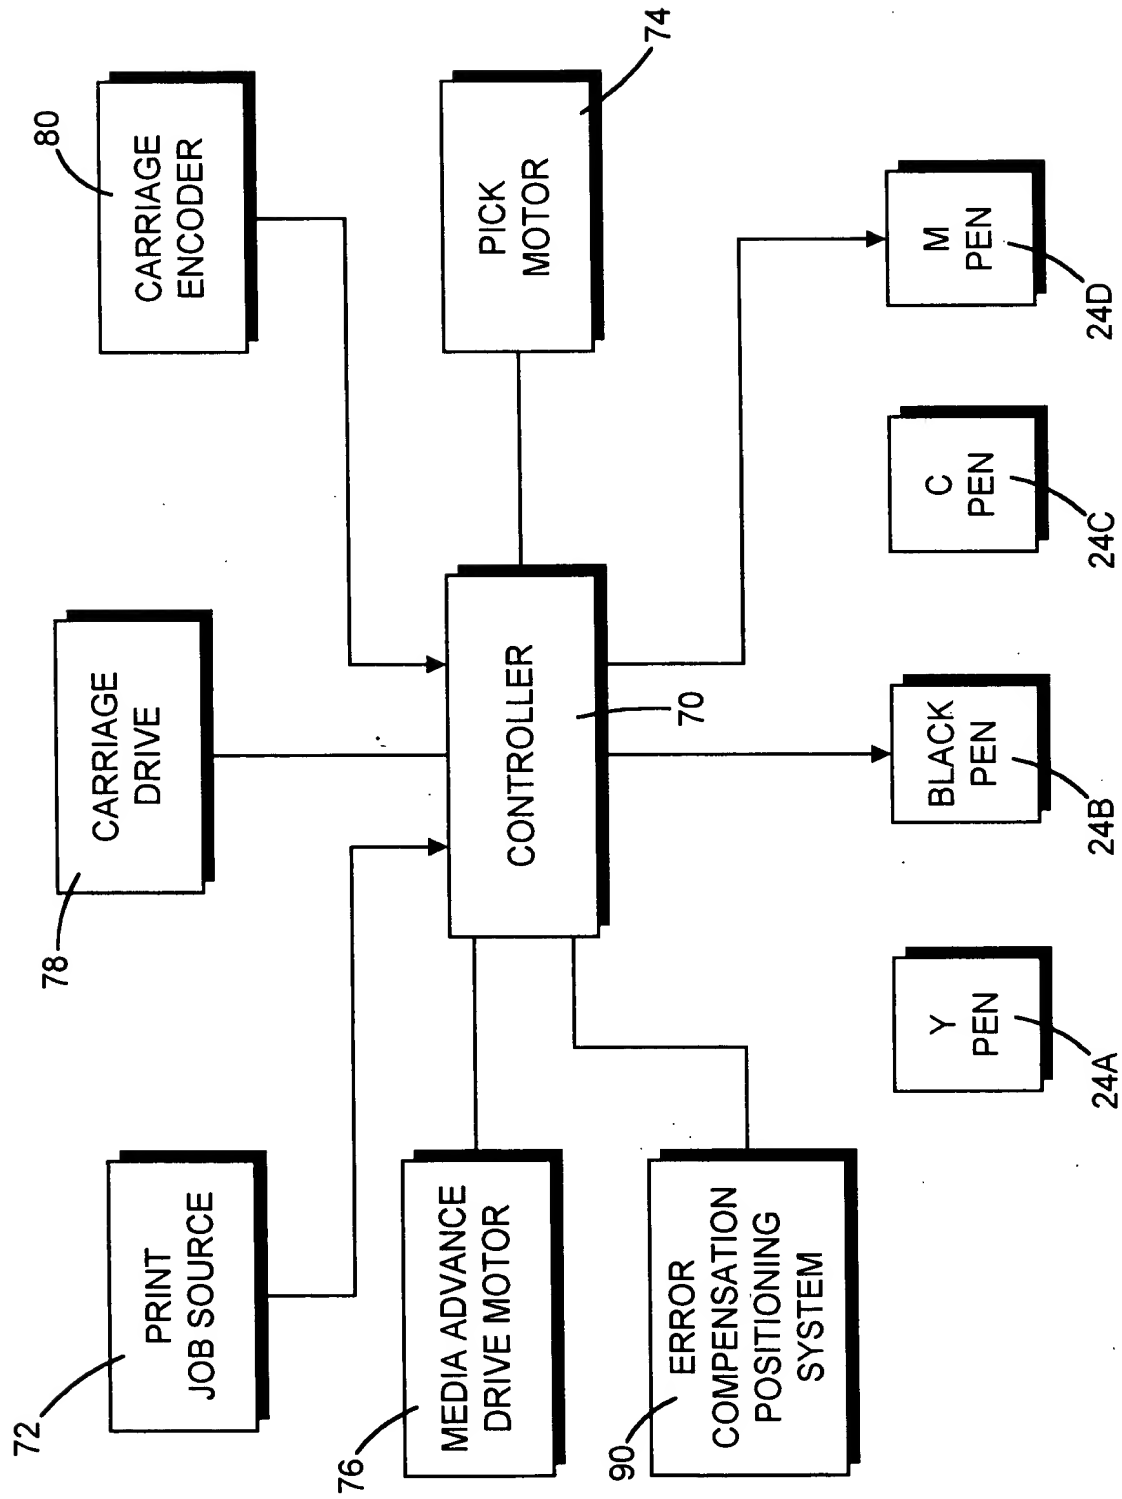 72
PRINT
JOB SOURCE
78
CARRIAGE
DRIVE
80
CARRIAGE
ENCODER
76
MEDIA ADVANCE
DRIVE MOTOR
CONTROLLER
70
PICK
MOTOR
74
90
ERROR
COMPENSATION
POSITIONING
SYSTEM
Y
PEN
24A
BLACK
PEN
24B
C
PEN
24C
M
PEN
24D